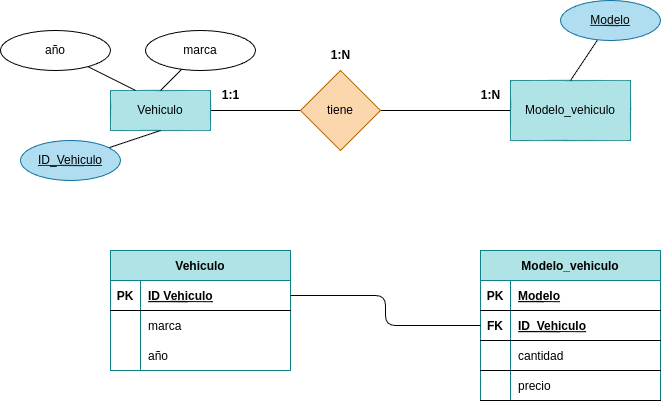 Modelo
año
marca
1:N
1:1
1:N
Vehiculo
tiene
Modelo_vehiculo
ID_Vehiculo
Vehiculo
PK ID Vehiculo
marca
año
Modelo_vehiculo
PK Modelo
FK ID_Vehiculo
cantidad
precio